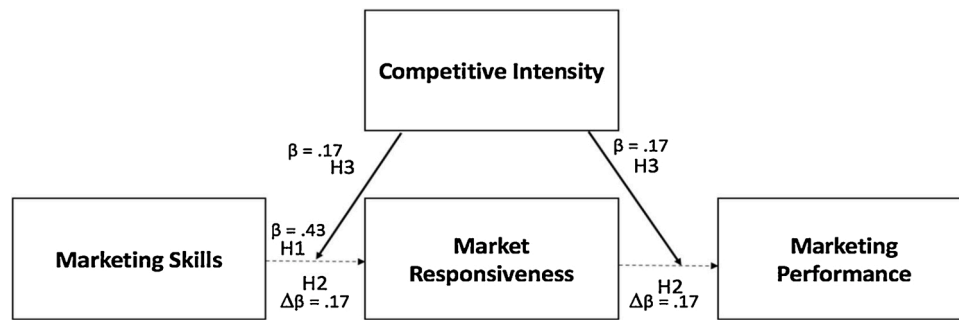 Competitive Intensity
β = .17
H3
β = .17
H3
Marketing Skills
β = .43
H1
H2
Δβ = .17
Market
Responsiveness
H2
Δβ = .17
Marketing
Performance